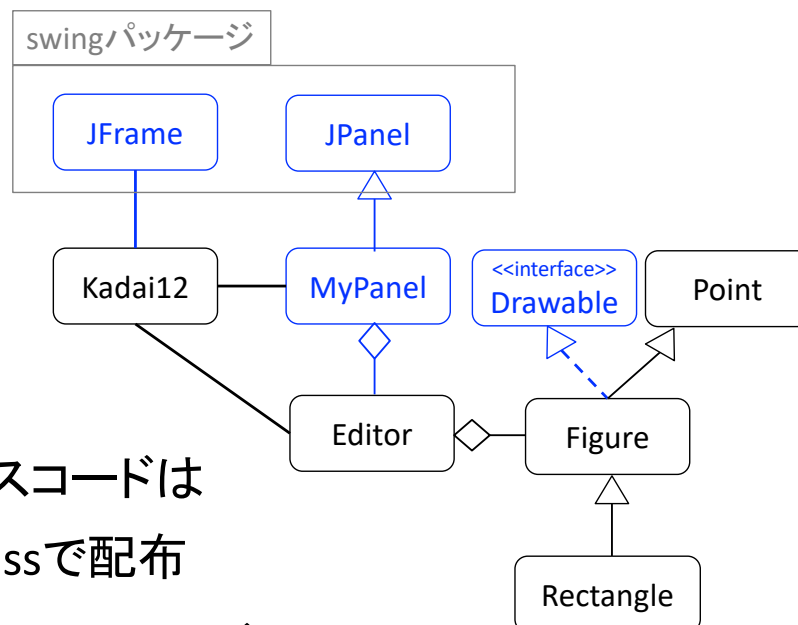 swingパッケージ
JFrame
JPanel
Kadai12
MyPanel
<<interface>>
Drawable
Point
Editor
Figure
スコードは
ssで配布
Rectangle